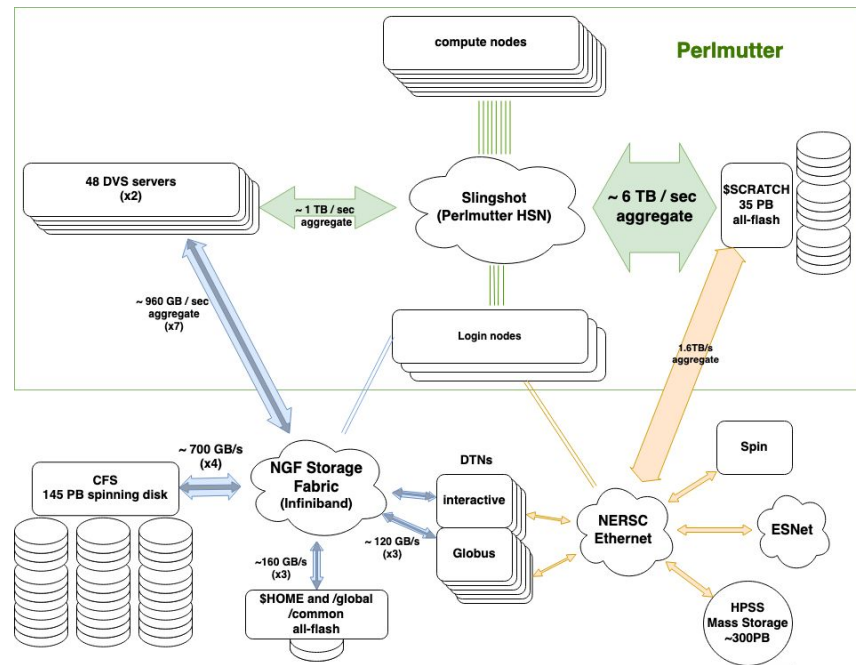 compute nodes
Perlmutter
48 DVS servers
(x2)
~ 1 TB / sec
aggregate
Slingshot
(Perlmutter HSN)
~ 6 TB / sec
aggregate
$SCRATCH
35 PB
all-flash
~ 960 GB / sec
aggregate
(x7)
Login nodes
1.6TB/s
aggregate
~ 700 GB/s
(x4)
CFS
145 PB spinning disk
NGF Storage
Fabric
(Infiniband)
DTNs
interactive
Globus
~ 120 GB/s
(x3)
~160 GB/s
(x3)
$HOME and /global
/common
all-flash
NERSC
Ethernet
Spin
ESNet
HPSS
Mass Storage
~300PB